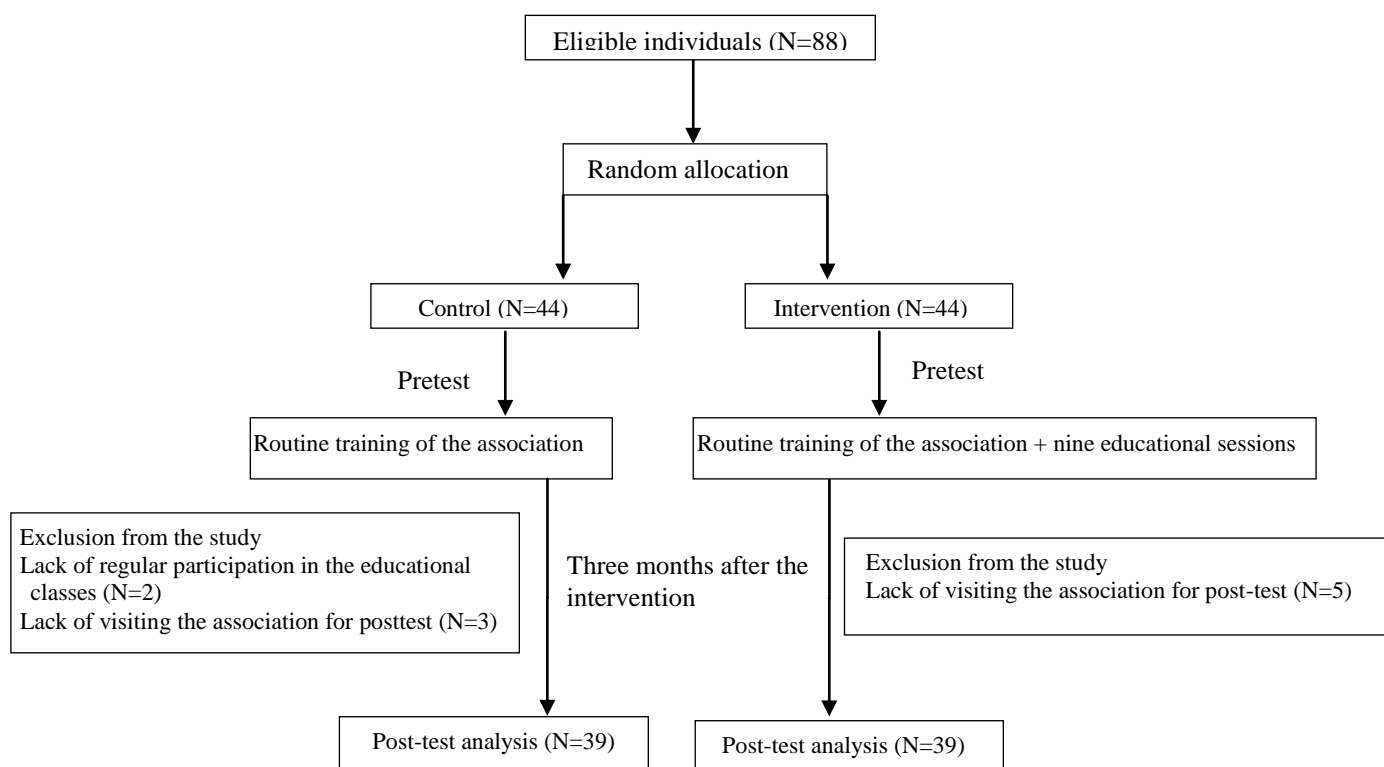 Eligible individuals (N=88)
Random allocation
Control (N=44)
Intervention (N=44)
Pretest
Pretest
Routine training of the association
Routine training of the association + nine educational sessions
Exclusion from the study
Lack of regular participation in the educational
classes (N=2)
Lack of visiting the association for posttest (N=3)
Three months after the
intervention
Exclusion from the study
Lack of visiting the association for post-test (N=5)
Post-test analysis (N=39)
Post-test analysis (N=39)